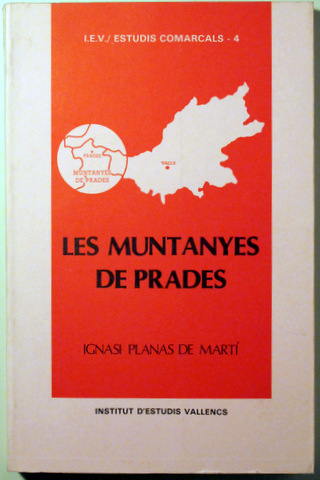 I.E.V./ ESTUDIS COMARCALS - 4
PRADES
MUNTANYES
DE PRADES
VALLS
LES MUNTANYES
DE PRADES
IGNASI PLANAS DE MARTÍ
INSTITUT D'ESTUDIS VALLENCS